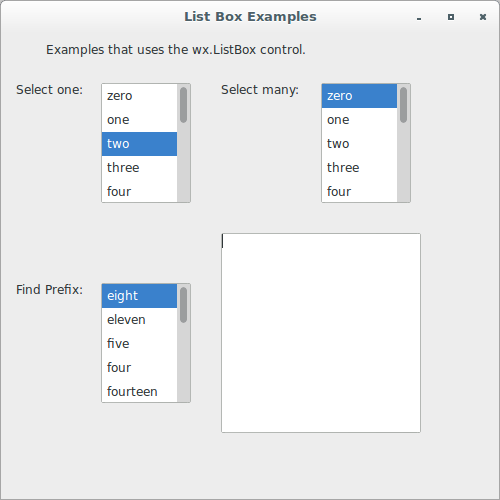 List Box Examples
Examples that uses the wx.ListBox control.
Select one:
zero
one
two
three
four
Select many:
zero
one
two
three
four
Find Prefix:
eight
eleven
five
four
fourteen